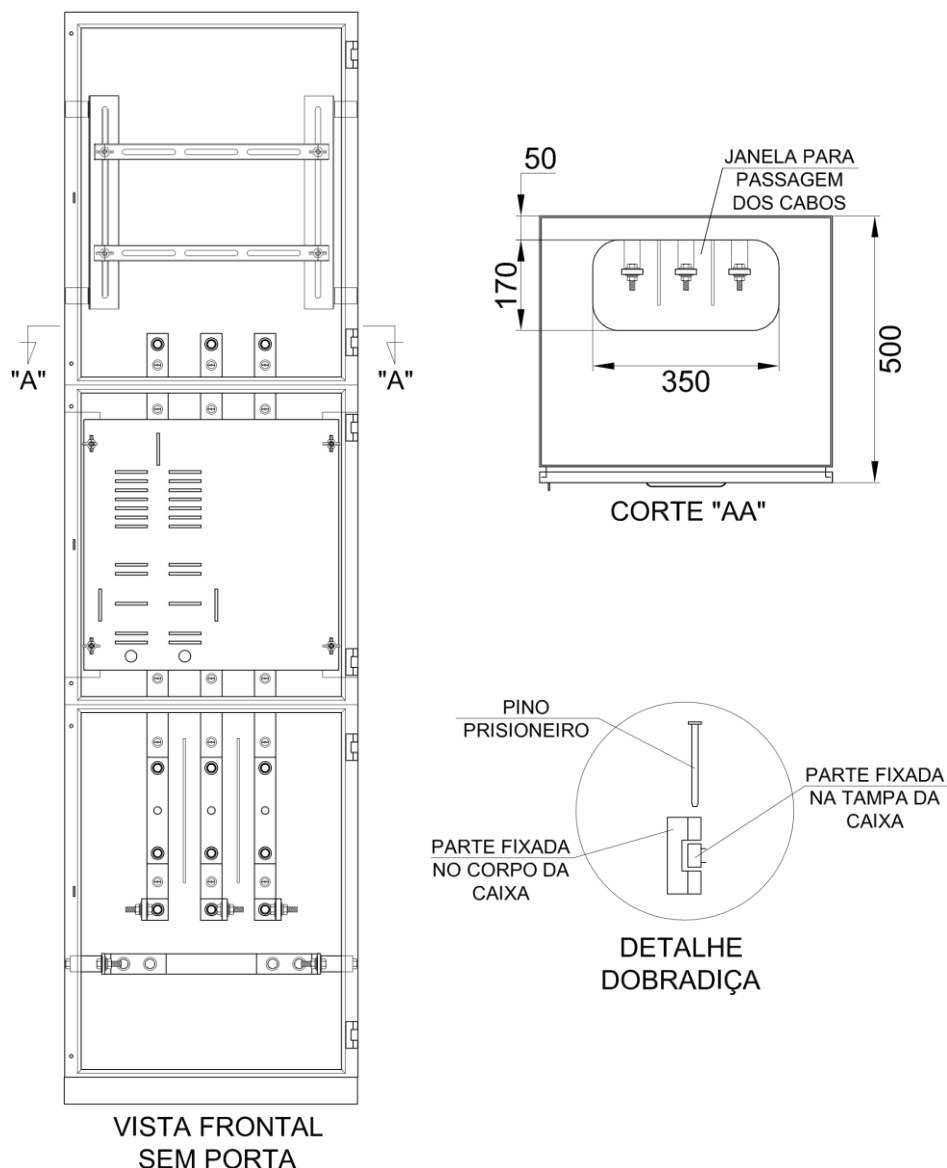 50
JANELA PARA
PASSAGEM
DOS CABOS
170
350
500
"A"
"A"
CORTE "AA"
PINO
PRISIONEIRO
PARTE FIXADA
NA TAMPA DA
CAIXA
PARTE FIXADA
NO CORPO DA
CAIXA
DETALHE
DOBRADIÇA
VISTA FRONTAL
SEM PORTA